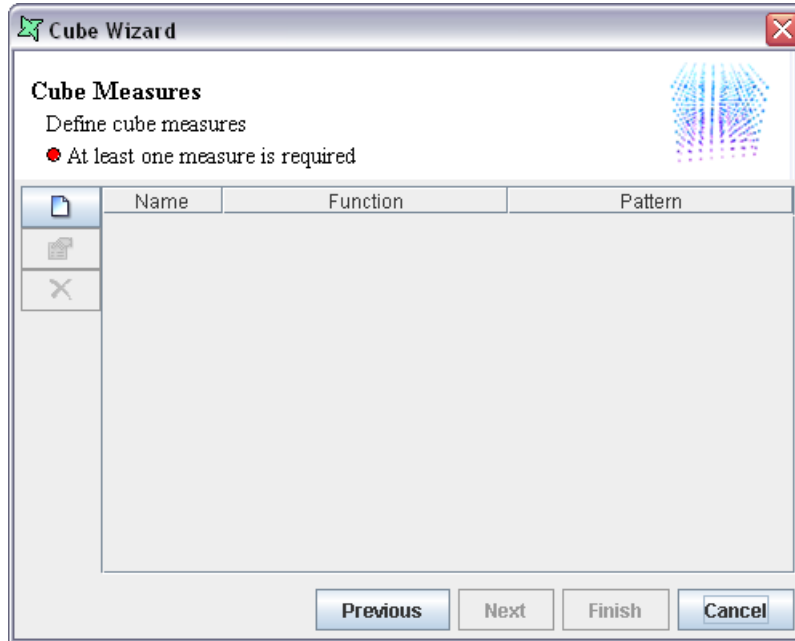 Cube Wizard
Cube Measures
Define cube measures
At least one measure is required
Name Function Pattern
Previous Next Finish Cancel